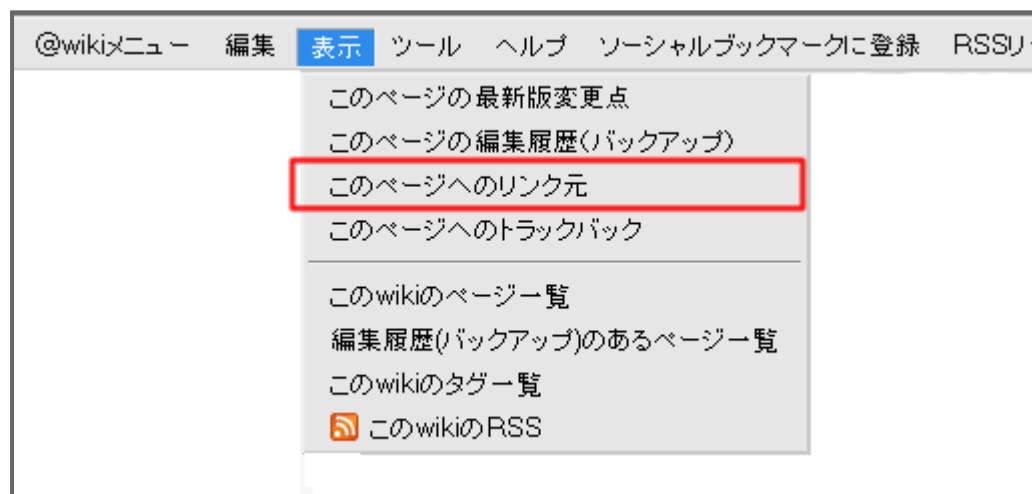 @wikiメニュー 編集 表示 ツール ヘルプ ソーシャルブックマークに登録 RSSリ
このページの最新版変更点
このページの編集履歴(バックアップ)
このページへのリンク元
このページへのトラックバック
このwikiのページ一覧
編集履歴(バックアップ)のあるページ一覧
このwikiのタグ一覧
このwikiのRSS